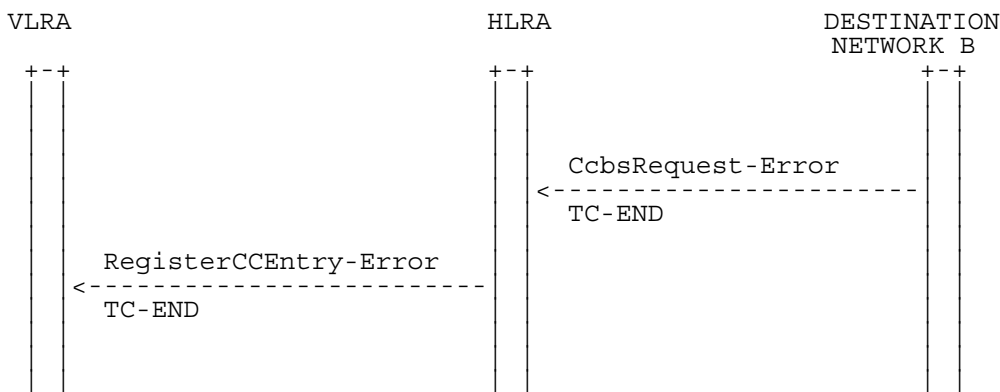 VLRA HLRA DESTINATION
NETWORK B
CcbsRequest-Error
TC-END
RegisterCCEntry-Error
TC-END